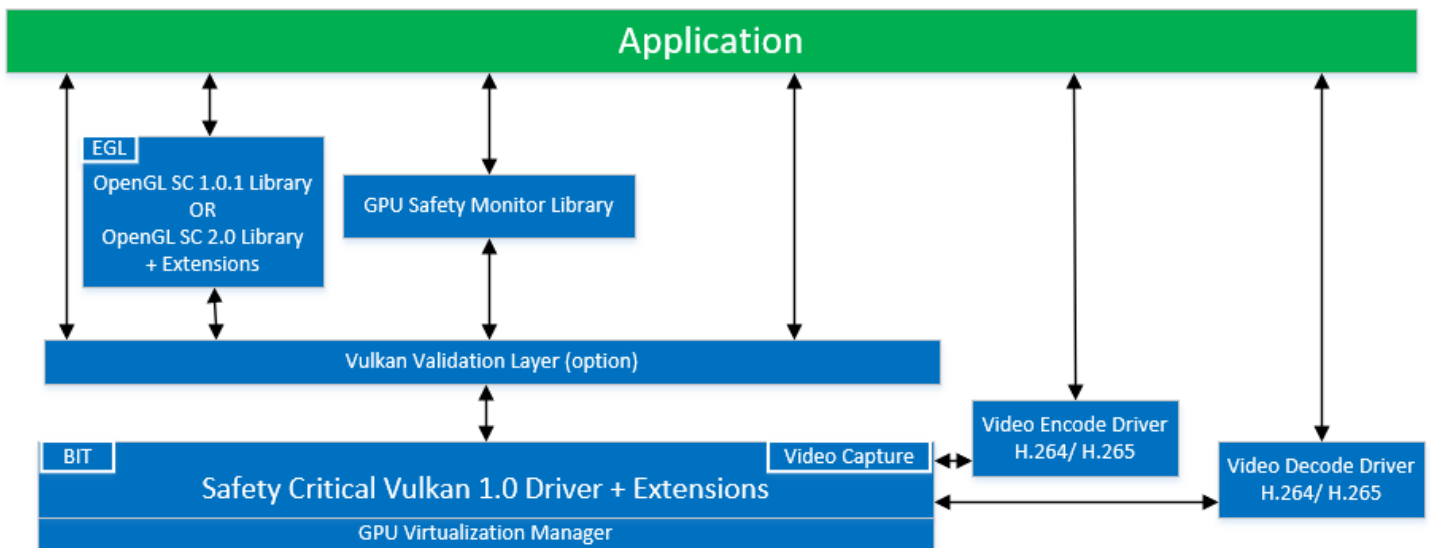 Application
EGL
OpenGL SC 1.0.1 Library
OR
OpenGL SC 2.0 Library
+ Extensions
GPU Safety Monitor Library
Vulkan Validation Layer (option)
Video Encode Driver
H.264/ H.265
Video Decode Driver
H.264/ H.265
BIT
Video Capture
Safety Critical Vulkan 1.0 Driver + Extensions
GPU Virtualization Manager